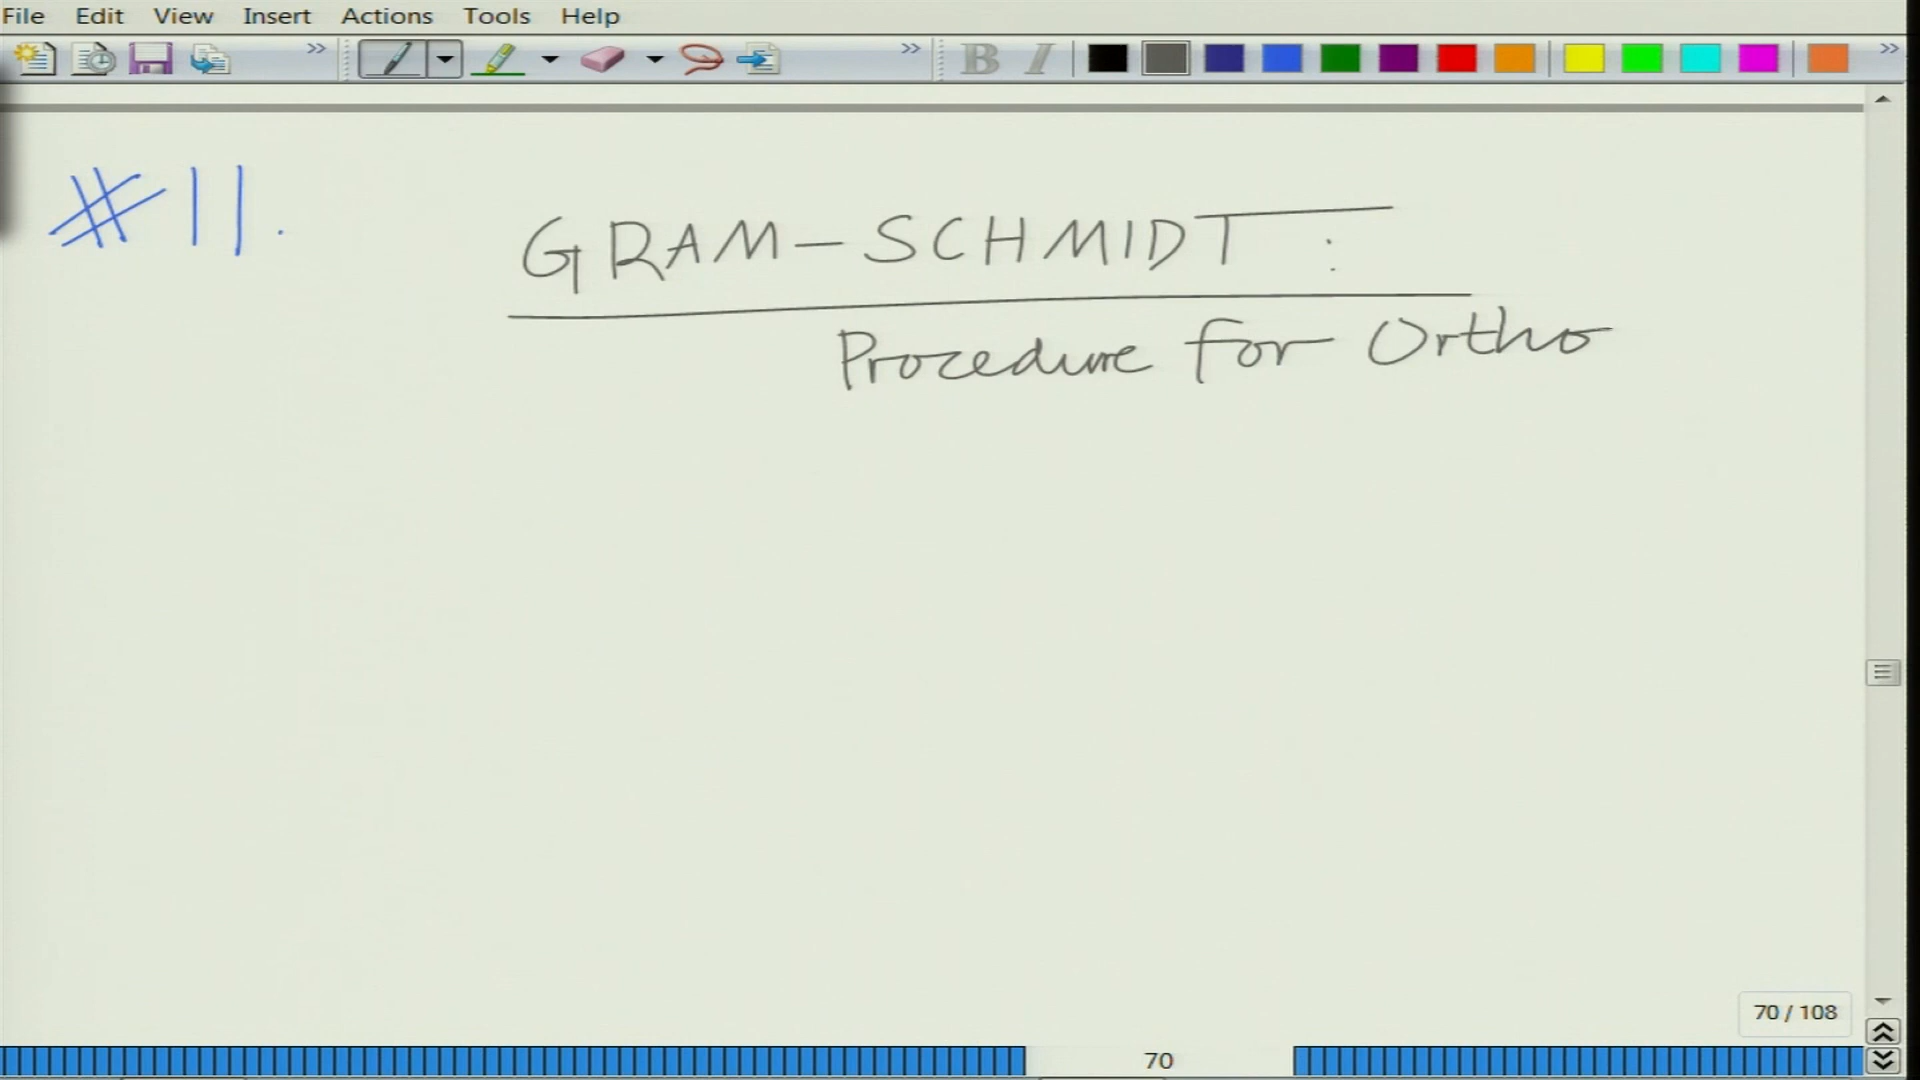 File Edit View Insert Actions Tools Help
B I
#11.
GRAM-SCHMIDT :
Procedure for Ortho
70 / 108
70